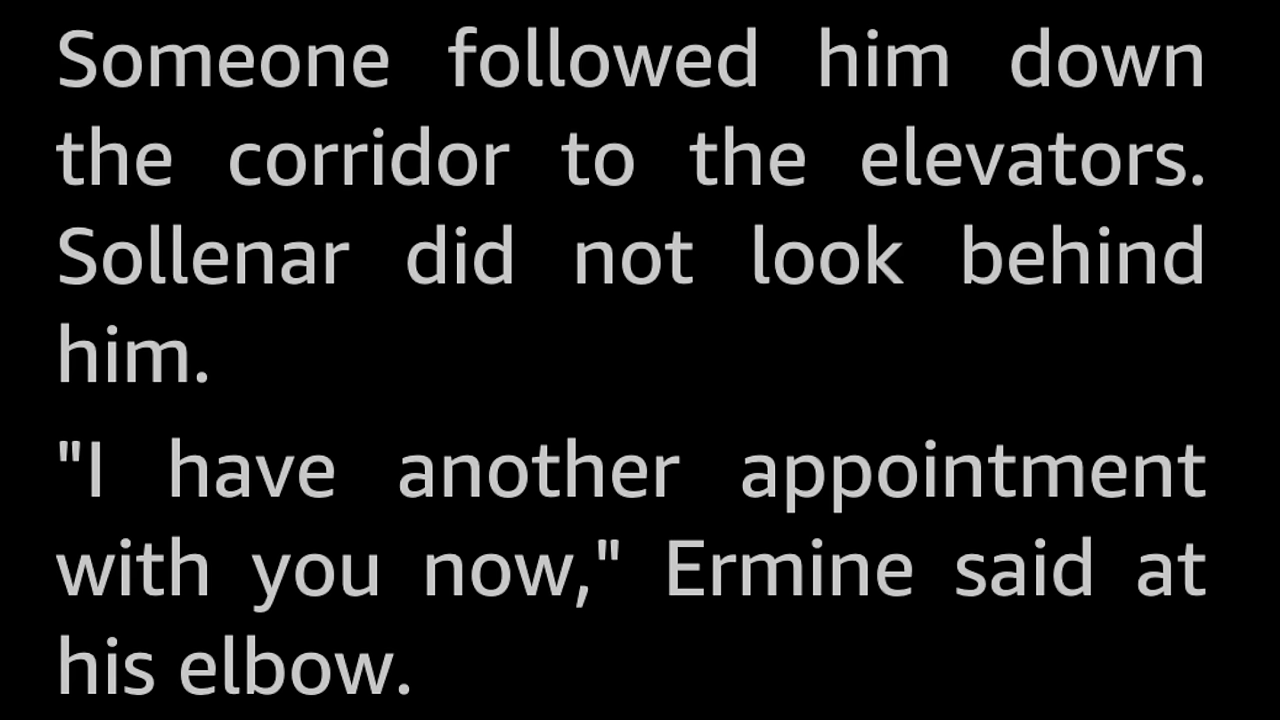 Someone followed him down
the corridor to the elevators.
Sollenar did not look behind
him.
"I have another appointment
with you now," Ermine said at
his elbow.